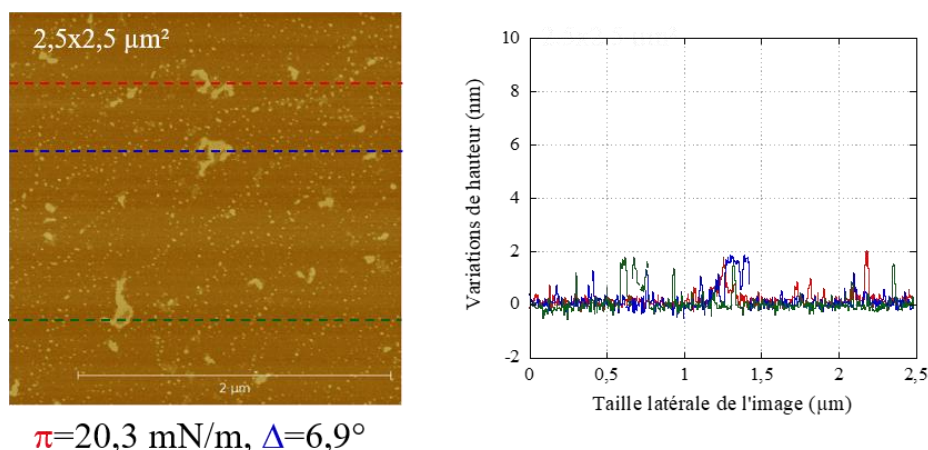 2,5x2,5 µm²
2 µm
π=20,3 mN/m, Δ=6,9°
Variations de hauteur (nm)
10
8
6
4
2
0
-2
0 0,5 1 1,5 2 2,5
Taille latérale de l'image (µm)